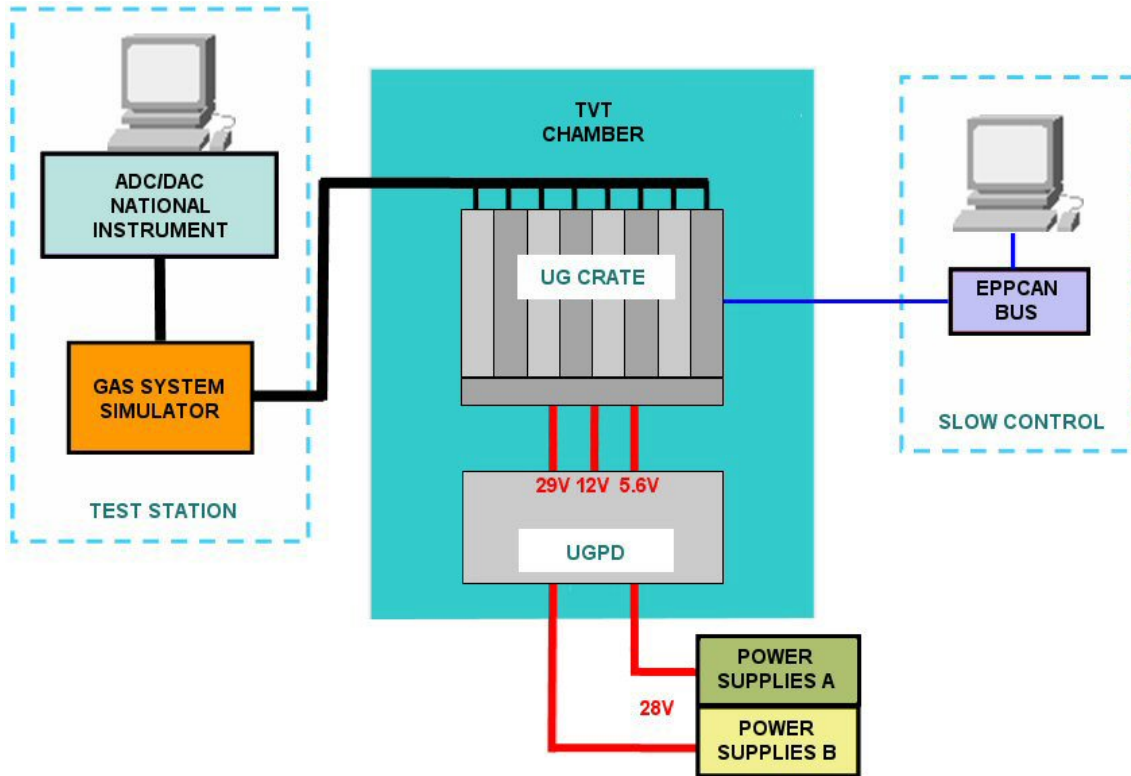 TVT
CHAMBER
ADC/DAC
NATIONAL
INSTRUMENT
UG CRATE
EPPCAN
BUS
GAS SYSTEM
SIMULATOR
SLOW CONTROL
29V 12V 5.6V
TEST STATION
UGPD
POWER
SUPPLIES A
28V
POWER
SUPPLIES B